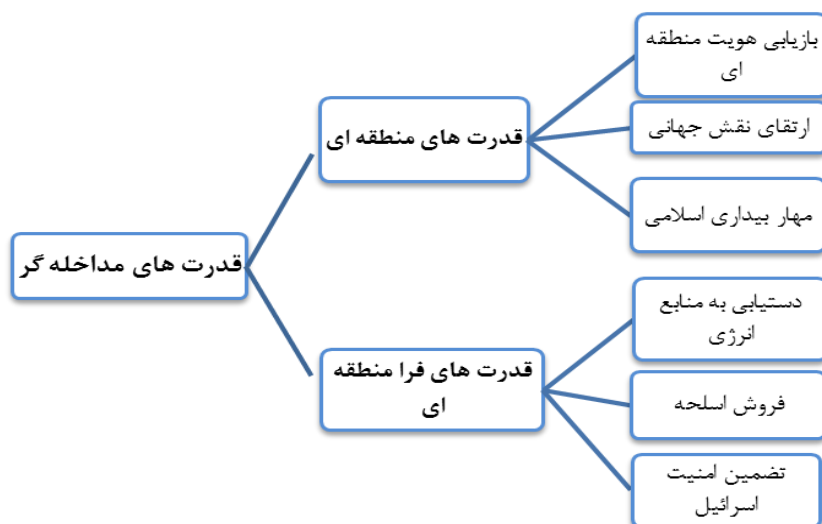 بازیابی هویت منطقه
ای
قدرت های منطقه ای
ارتقای نقش جهانی
مهار بیداری اسلامی
قدرت های مداخله گر
دستیابی به منابع
انرژی
قدرت های فرا منطقه
ای
فروش اسلحه
تضمین امنیت
اسرائیل